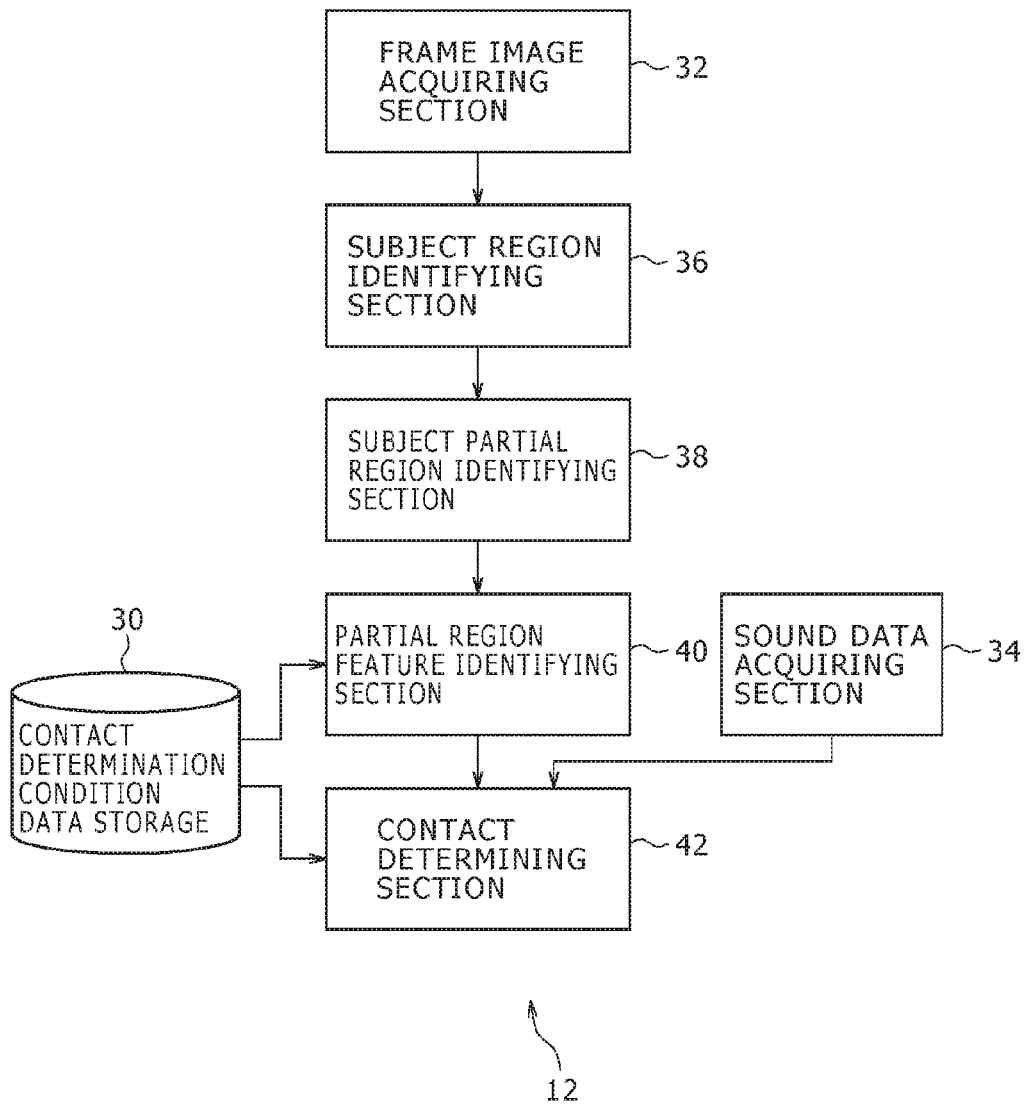 FRAME IMAGE
ACQUIRING
SECTION
32
SUBJECT REGION
IDENTIFYING
SECTION
36
SUBJECT PARTIAL
REGION IDENTIFYING
SECTION
38
30
CONTACT
DETERMINATION
CONDITION
DATA STORAGE
PARTIAL REGION
FEATURE IDENTIFYING
SECTION
40
SOUND DATA
ACQUIRING
SECTION
34
CONTACT
DETERMINING
SECTION
42
12